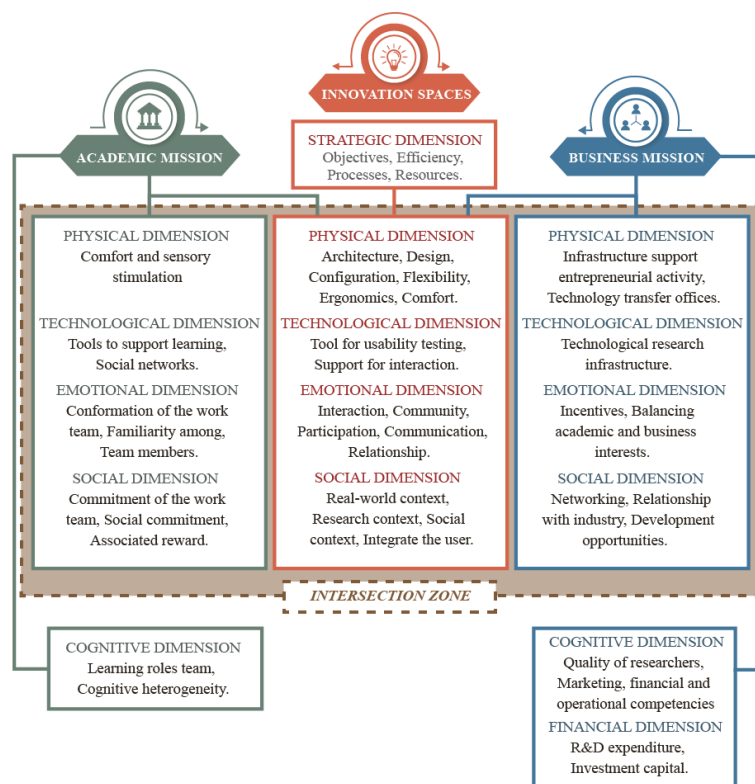 INNOVATION SPACES
ACADEMIC MISSION
BUSINESS MISSION
STRATEGIC DIMENSION
Objectives, Efficiency,
Processes, Resources.
PHYSICAL DIMENSION
Comfort and sensory
stimulation
TECHNOLOGICAL DIMENSION
Tools to support learning,
Social networks.
EMOTIONAL DIMENSION
Conformation of the work
team, Familiarity among,
Team members.
SOCIAL DIMENSION
Commitment of the work
team, Social commitment,
Associated reward.
PHYSICAL DIMENSION
Architecture, Design,
Configuration, Flexibility,
Ergonomics, Comfort.
TECHNOLOGICAL DIMENSION
Tool for usability testing,
Support for interaction.
EMOTIONAL DIMENSION
Interaction, Community,
Participation, Communication,
Relationship.
SOCIAL DIMENSION
Real-world context,
Research context, Social
context, Integrate the user.
PHYSICAL DIMENSION
Infrastructure support
entrepreneurial activity,
Technology transfer offices.
TECHNOLOGICAL DIMENSION
Technological research
infrastructure.
EMOTIONAL DIMENSION
Incentives, Balancing
academic and business
interests.
SOCIAL DIMENSION
Networking, Relationship
with industry, Development
opportunities.
INTERSECTION ZONE
COGNITIVE DIMENSION
Learning roles team,
Cognitive heterogeneity.
COGNITIVE DIMENSION
Quality of researchers,
Marketing, financial and
operational competencies
FINANCIAL DIMENSION
R&D expenditure,
Investment capital.